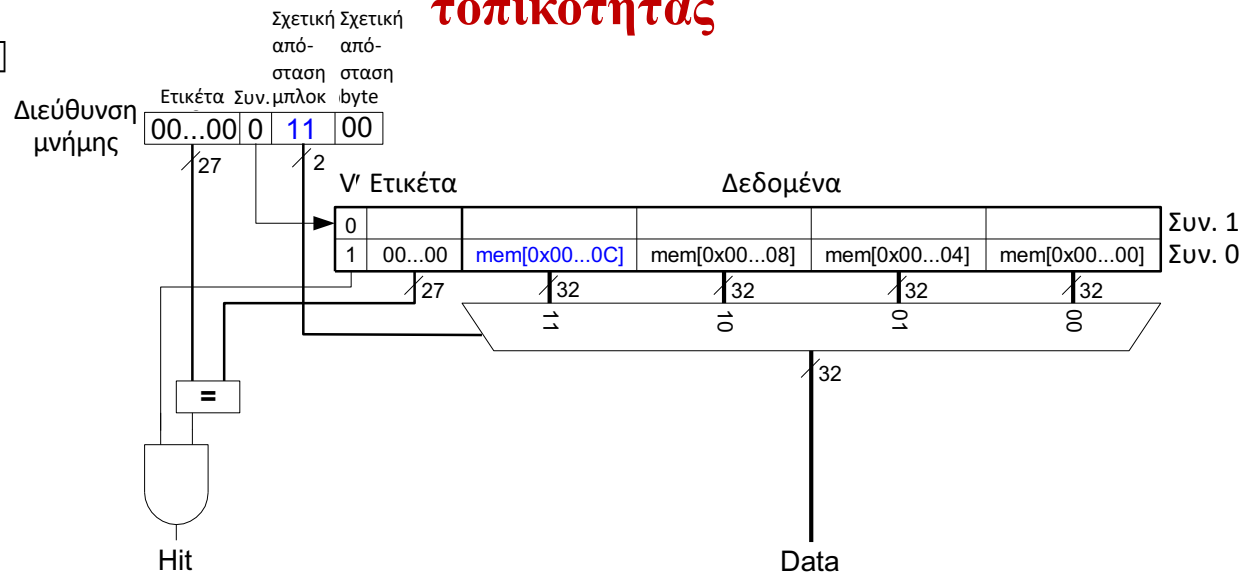 τοπικότητας
Σχετική Σχετική
από- από-
σταση σταση
Ετικέτα Συν. μπλοκ byte
Διεύθυνση
μνήμης
00...00 0 11 00
27 2
V Ετικέτα Δεδομένα
0 Συν. 1
1 00...00 mem[0x00...0C] mem[0x00...08] mem[0x00...04] mem[0x00...00] Συν. 0
27 32 32 32 32
11 10 01 00
32
=
Hit Data